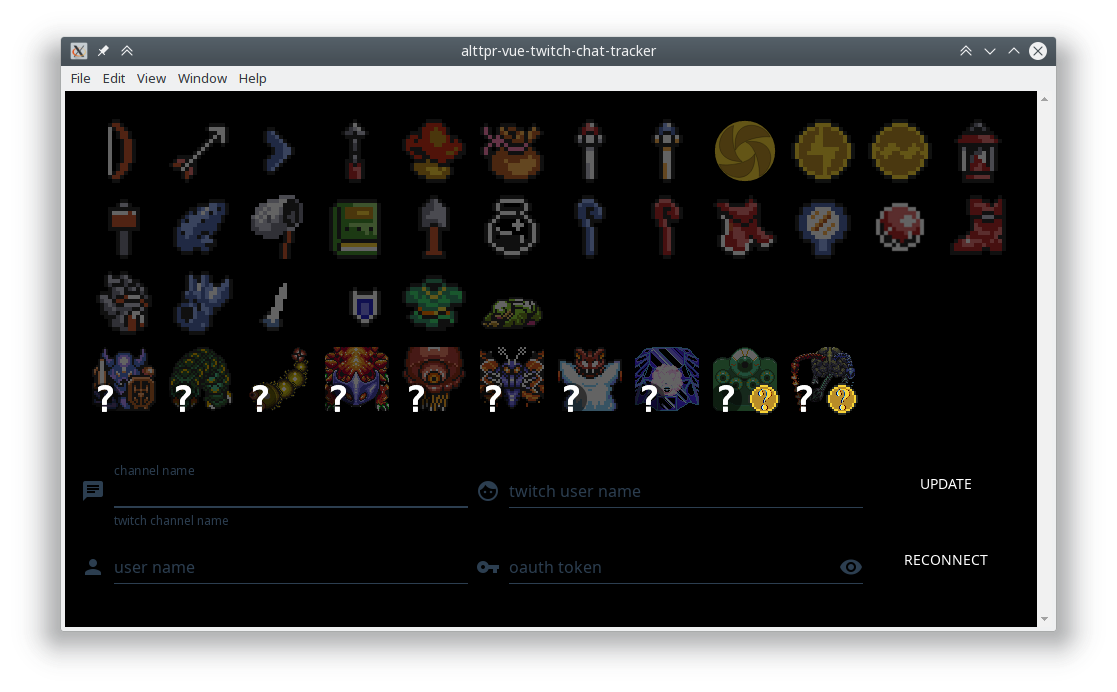 alttpr-vue-twitch-chat-tracker
File Edit View Window Help
? ? ? ? ? ? ? ? ? ? ? ?
channel name
twitch user name
UPDATE
twitch channel name
user name
oauth token
RECONNECT